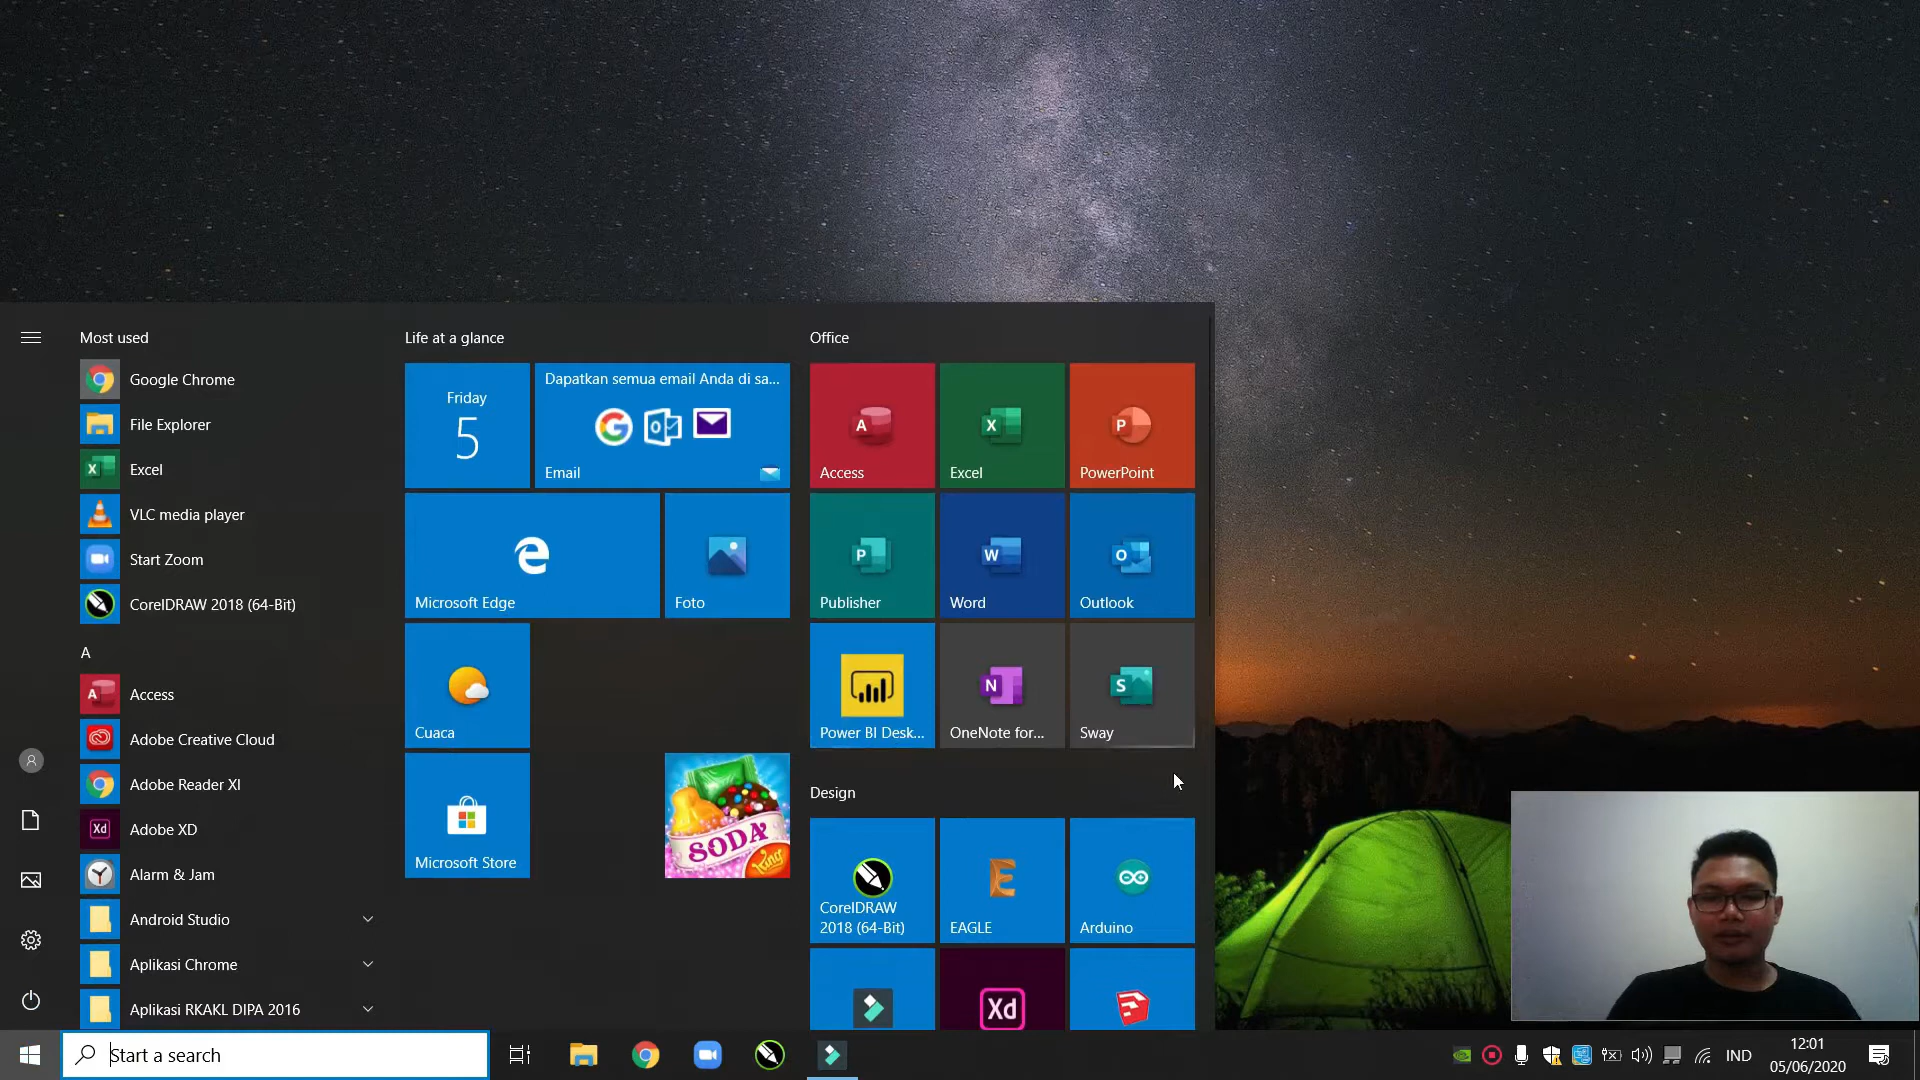 Most used
Google Chrome
File Explorer
Excel
VLC media player
Start Zoom
CorelDRAW 2018 (64-Bit)
A
Access
Adobe Creative Cloud
Adobe Reader XI
Adobe XD
Alarm & Jam
Android Studio
Aplikasi Chrome
Aplikasi RKAKL DIPA 2016
Life at a glance
Friday
5
Dapatkan semua email Anda di sa...
Email
Microsoft Edge
Foto
Cuaca
Microsoft Store
SODA
King
Office
Access
Excel
PowerPoint
Publisher
Word
Outlook
Power BI Desk...
OneNote for...
Sway
Design
CorelDRAW
2018 (64-Bit)
EAGLE
Arduino
Xd
Start a search
IND
12:01
05/06/2020